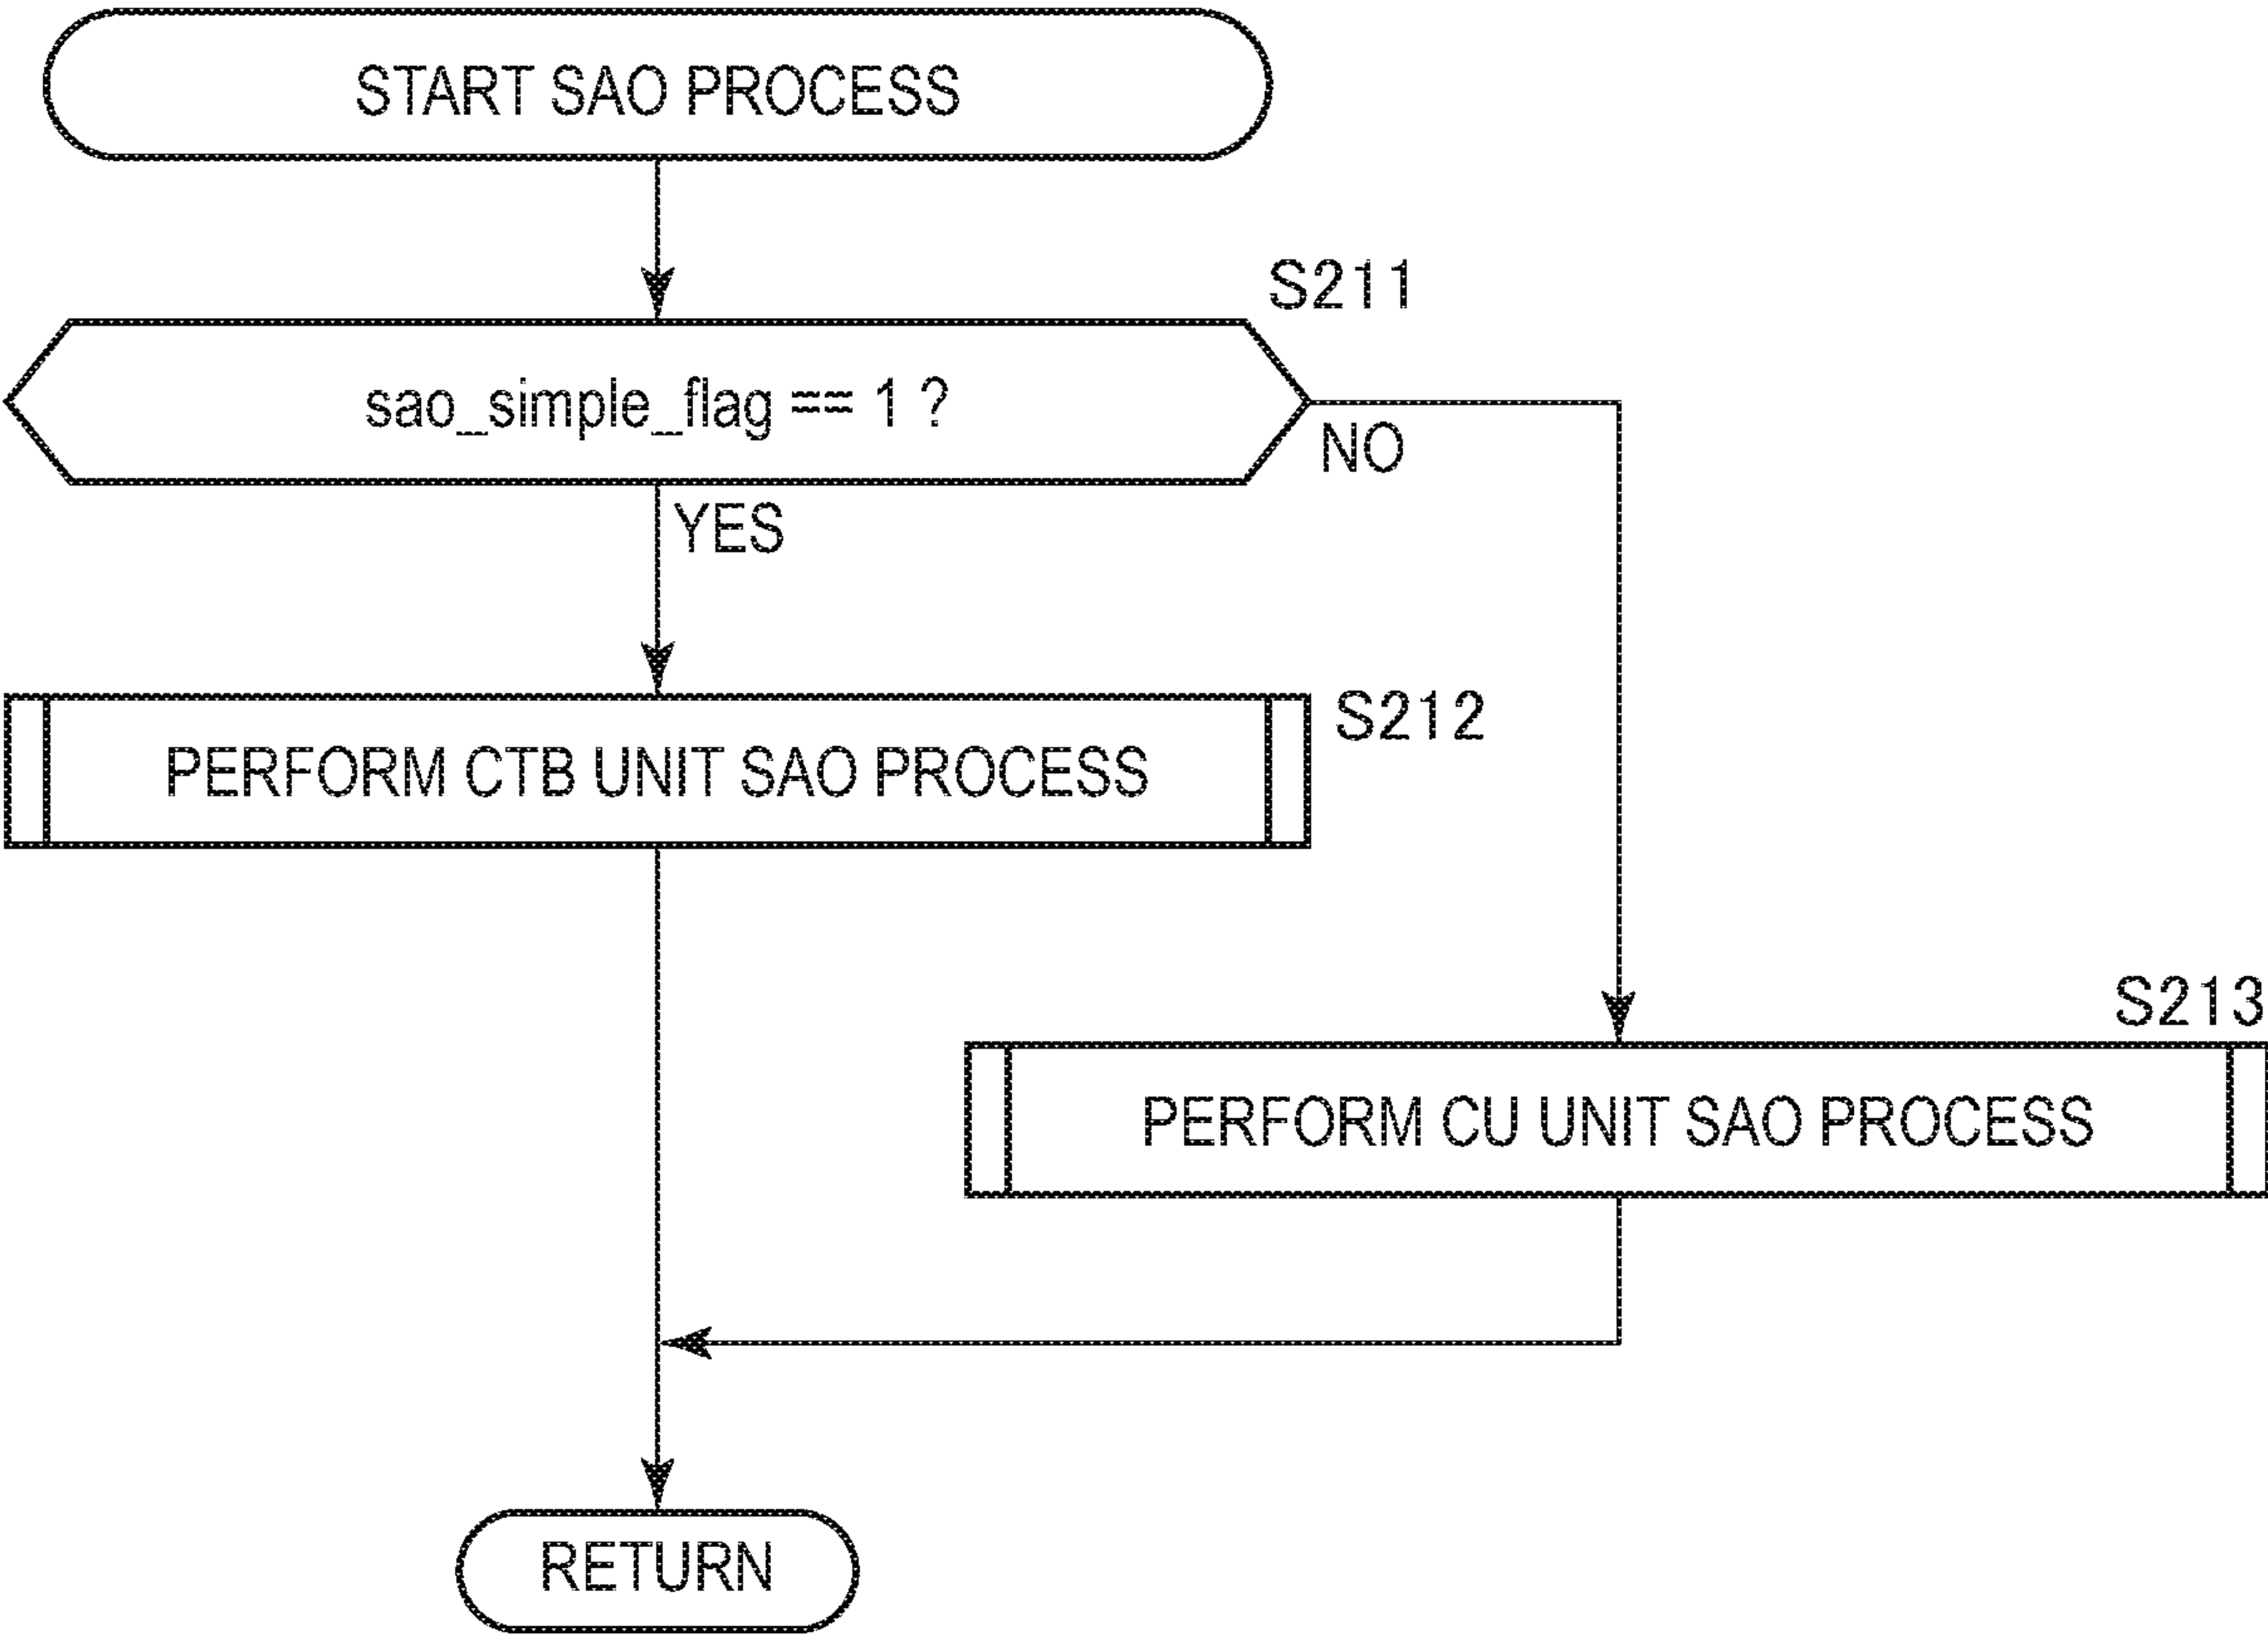 START SAO PROCESS
S211
sao_simple_flag == 1 ?
NO
YES
S212
PERFORM CTB UNIT SAO PROCESS
S213
PERFORM CU UNIT SAO PROCESS
RETURN